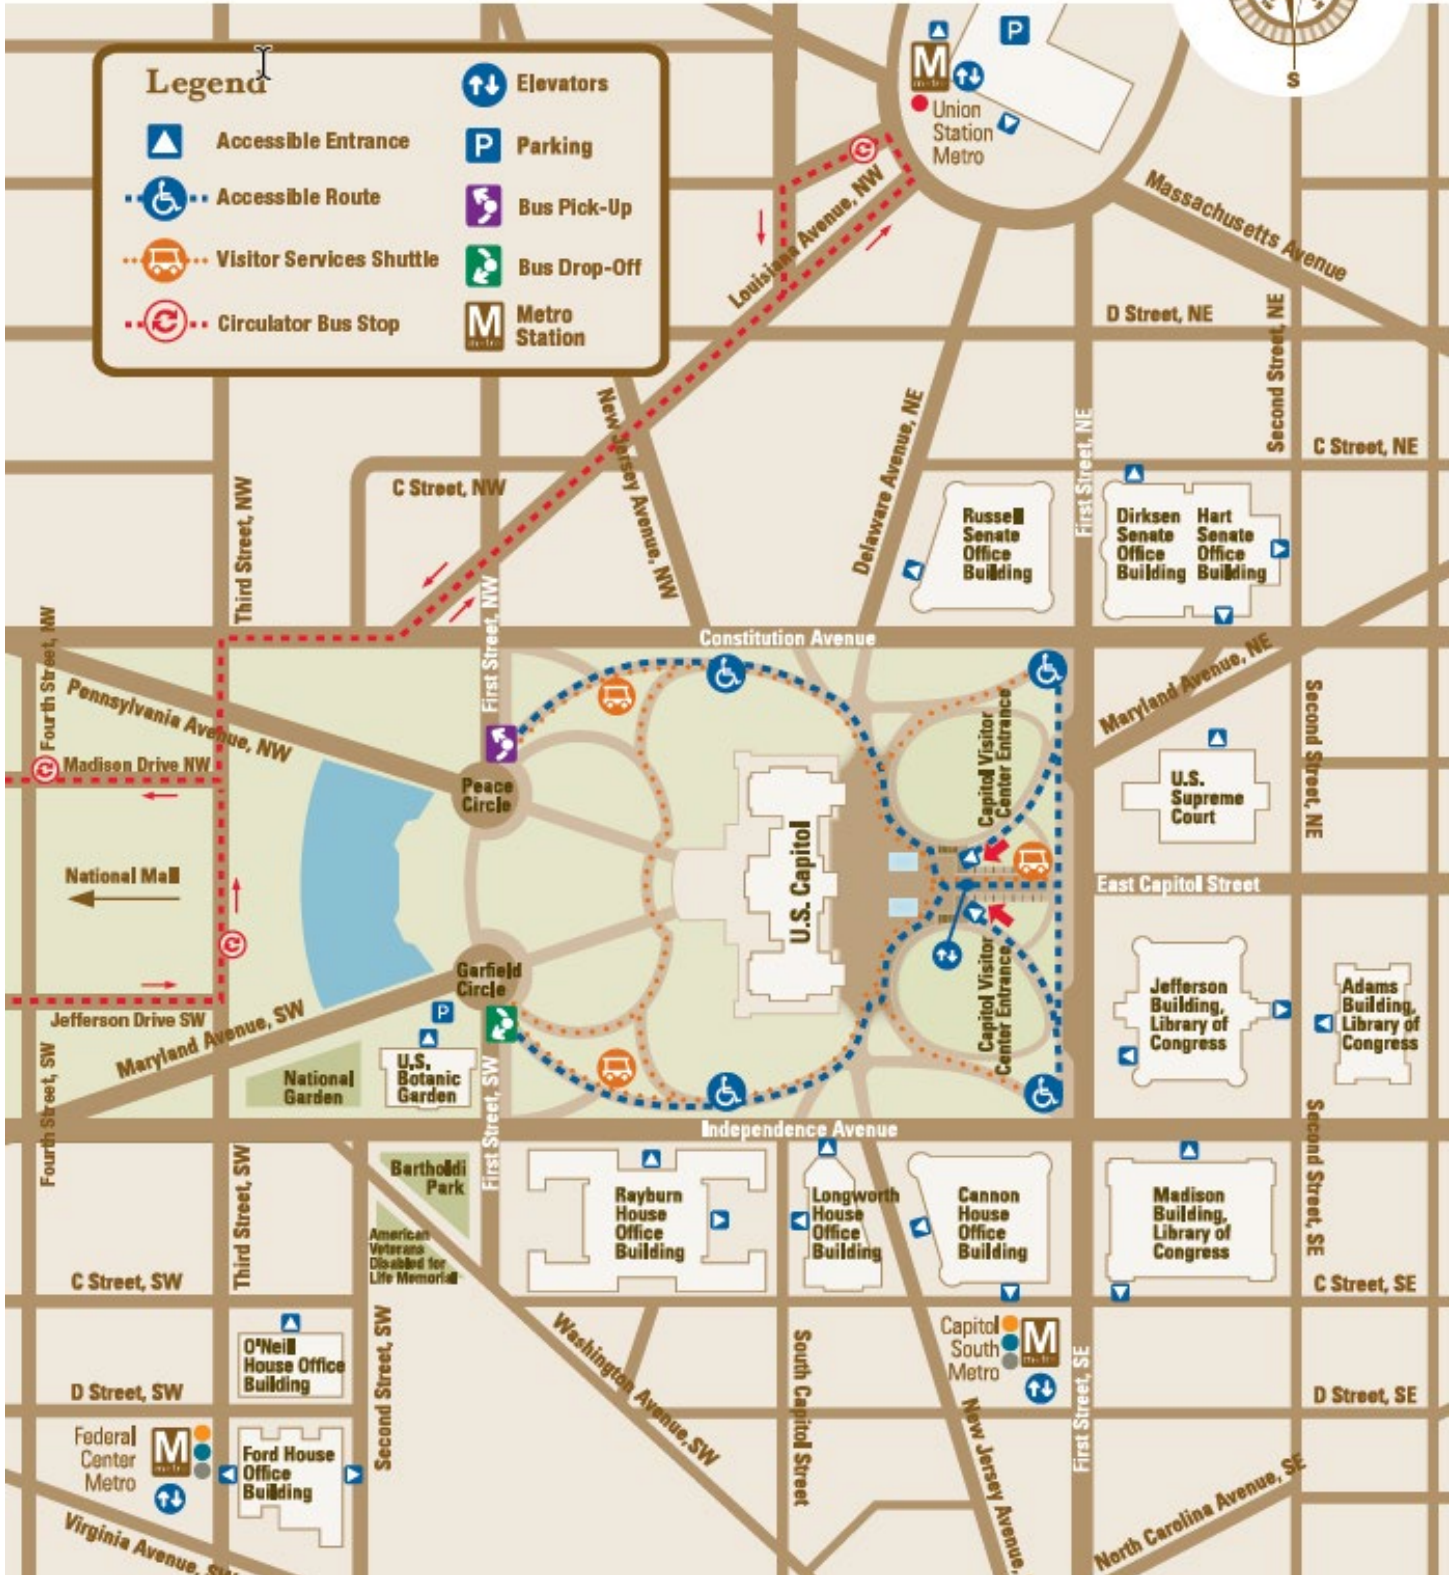 S
Legend
Accessible Entrance
Accessible Route
Visitor Services Shuttle
Circulator Bus Stop
Elevators
P
Parking
Bus Pick-Up
Bus Drop-Off
M
metro
Metro
Station
P
M
metro
Union
Station
Metro
Massachusetts Avenue
Louisiana Avenue, NW
D Street, NE
Second Street, NE
New Jersey Avenue, NW
Delaware Avenue, NE
First Street, NE
C Street, NE
C Street, NW
Third Street, NW
Russell
Senate
Office
Building
Dirksen
Senate
Office
Building
Hart
Senate
Office
Building
First Street, NW
Constitution Avenue
Fourth Street, NW
Pennsylvania Avenue, NW
Maryland Avenue, NE
Second Street, NE
Madison Drive NW
Peace
Circle
Capitol Visitor
Center Entrance
U.S.
Supreme
Court
National Mall
U.S. Capitol
East Capitol Street
Garfield
Circle
Capitol Visitor
Center Entrance
Jefferson
Building,
Library of
Congress
Adams
Building,
Library of
Congress
Jefferson Drive SW
Maryland Avenue, SW
P
National
Garden
U.S.
Botanic
Garden
Fourth Street, SW
First Street, SW
Independence Avenue
Second Street, SE
Third Street, SW
Bartholdi
Park
American
Veterans
Disabled for
Life Memorial
Rayburn
House
Office
Building
Longworth
House
Office
Building
Cannon
House
Office
Building
Madison
Building,
Library of
Congress
C Street, SW
C Street, SE
O'Neill
House Office
Building
Second Street, SW
Washington Avenue, SW
South Capitol Street
Capitol
South
Metro
M
metro
First Street, SE
D Street, SW
D Street, SE
New Jersey Avenue,
Federal
Center
Metro
M
metro
Ford House
Office
Building
Virginia Avenue, SW
North Carolina Avenue, SE